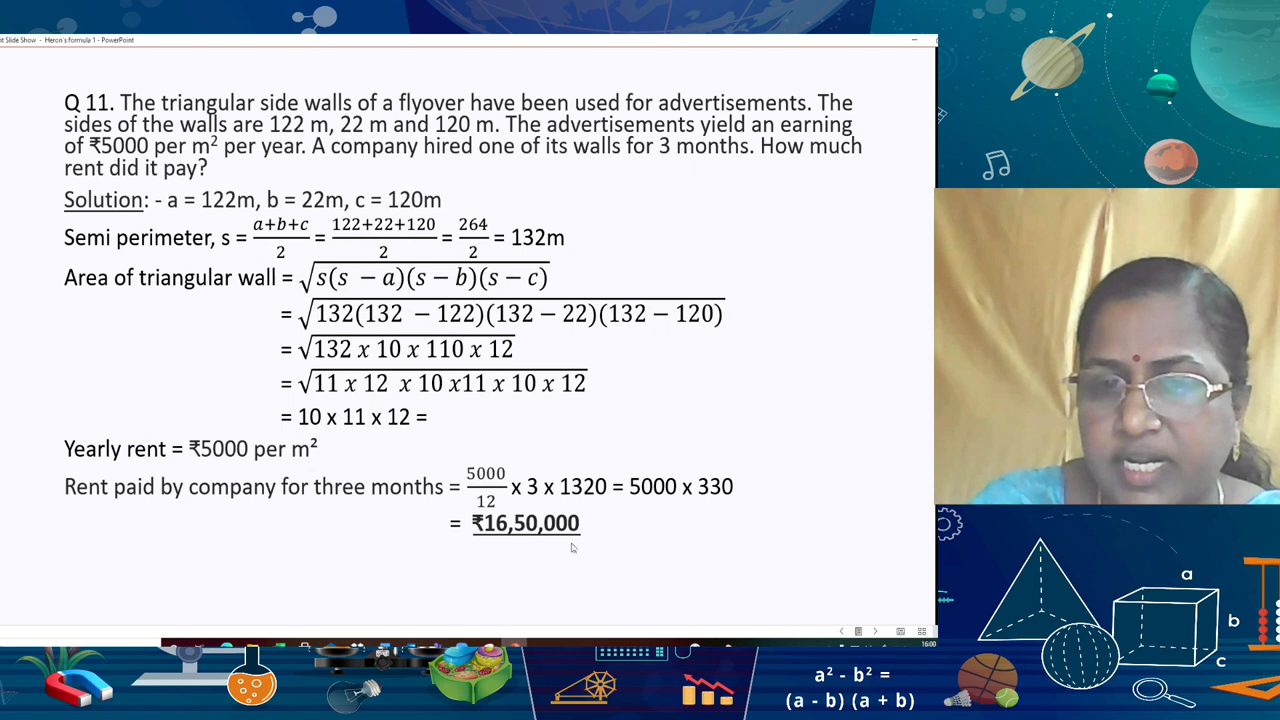 nt Slide Show - Heron's formula 1 - PowerPoint
Q 11. The triangular side walls of a flyover have been used for advertisements. The
sides of the walls are 122 m, 22 m and 120 m. The advertisements yield an earning
of ₹5000 per m² per year. A company hired one of its walls for 3 months. How much
rent did it pay?
Solution: - a = 122m, b = 22m, c = 120m
Semi perimeter, s = (a+b+c)/2 = (122+22+120)/2 = 264/2 = 132m
Area of triangular wall = √s(s − a)(s − b)(s − c)
= √132(132 − 122)(132 − 22)(132 − 120)
= √132 x 10 x 110 x 12
= √11 x 12 x 10 x11 x 10 x 12
= 10 x 11 x 12 =
Yearly rent = ₹5000 per m²
Rent paid by company for three months = 5000/12 x 3 x 1320 = 5000 x 330
= ₹16,50,000
16:00
a
b
c
a² - b² =
(a - b) (a + b)